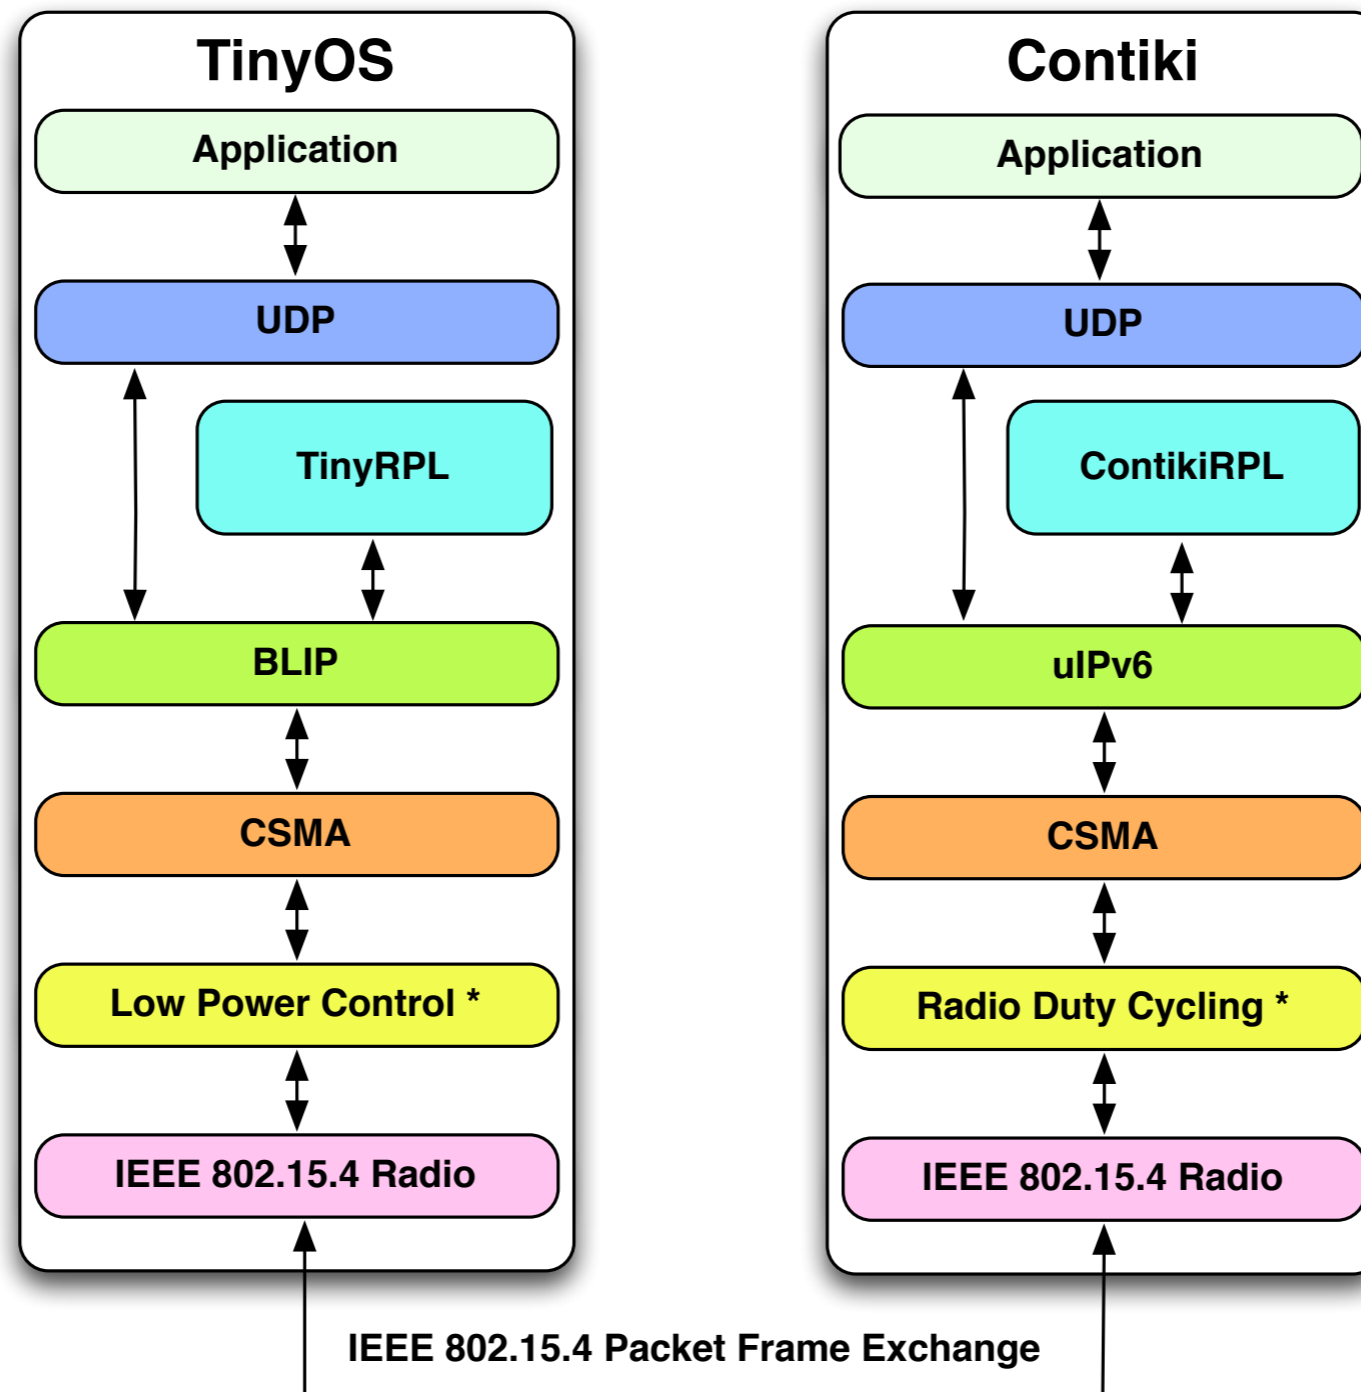 TinyOS
Application
UDP
TinyRPL
BLIP
CSMA
Low Power Control *
IEEE 802.15.4 Radio
Contiki
Application
UDP
ContikiRPL
uIPv6
CSMA
Radio Duty Cycling *
IEEE 802.15.4 Radio
IEEE 802.15.4 Packet Frame Exchange